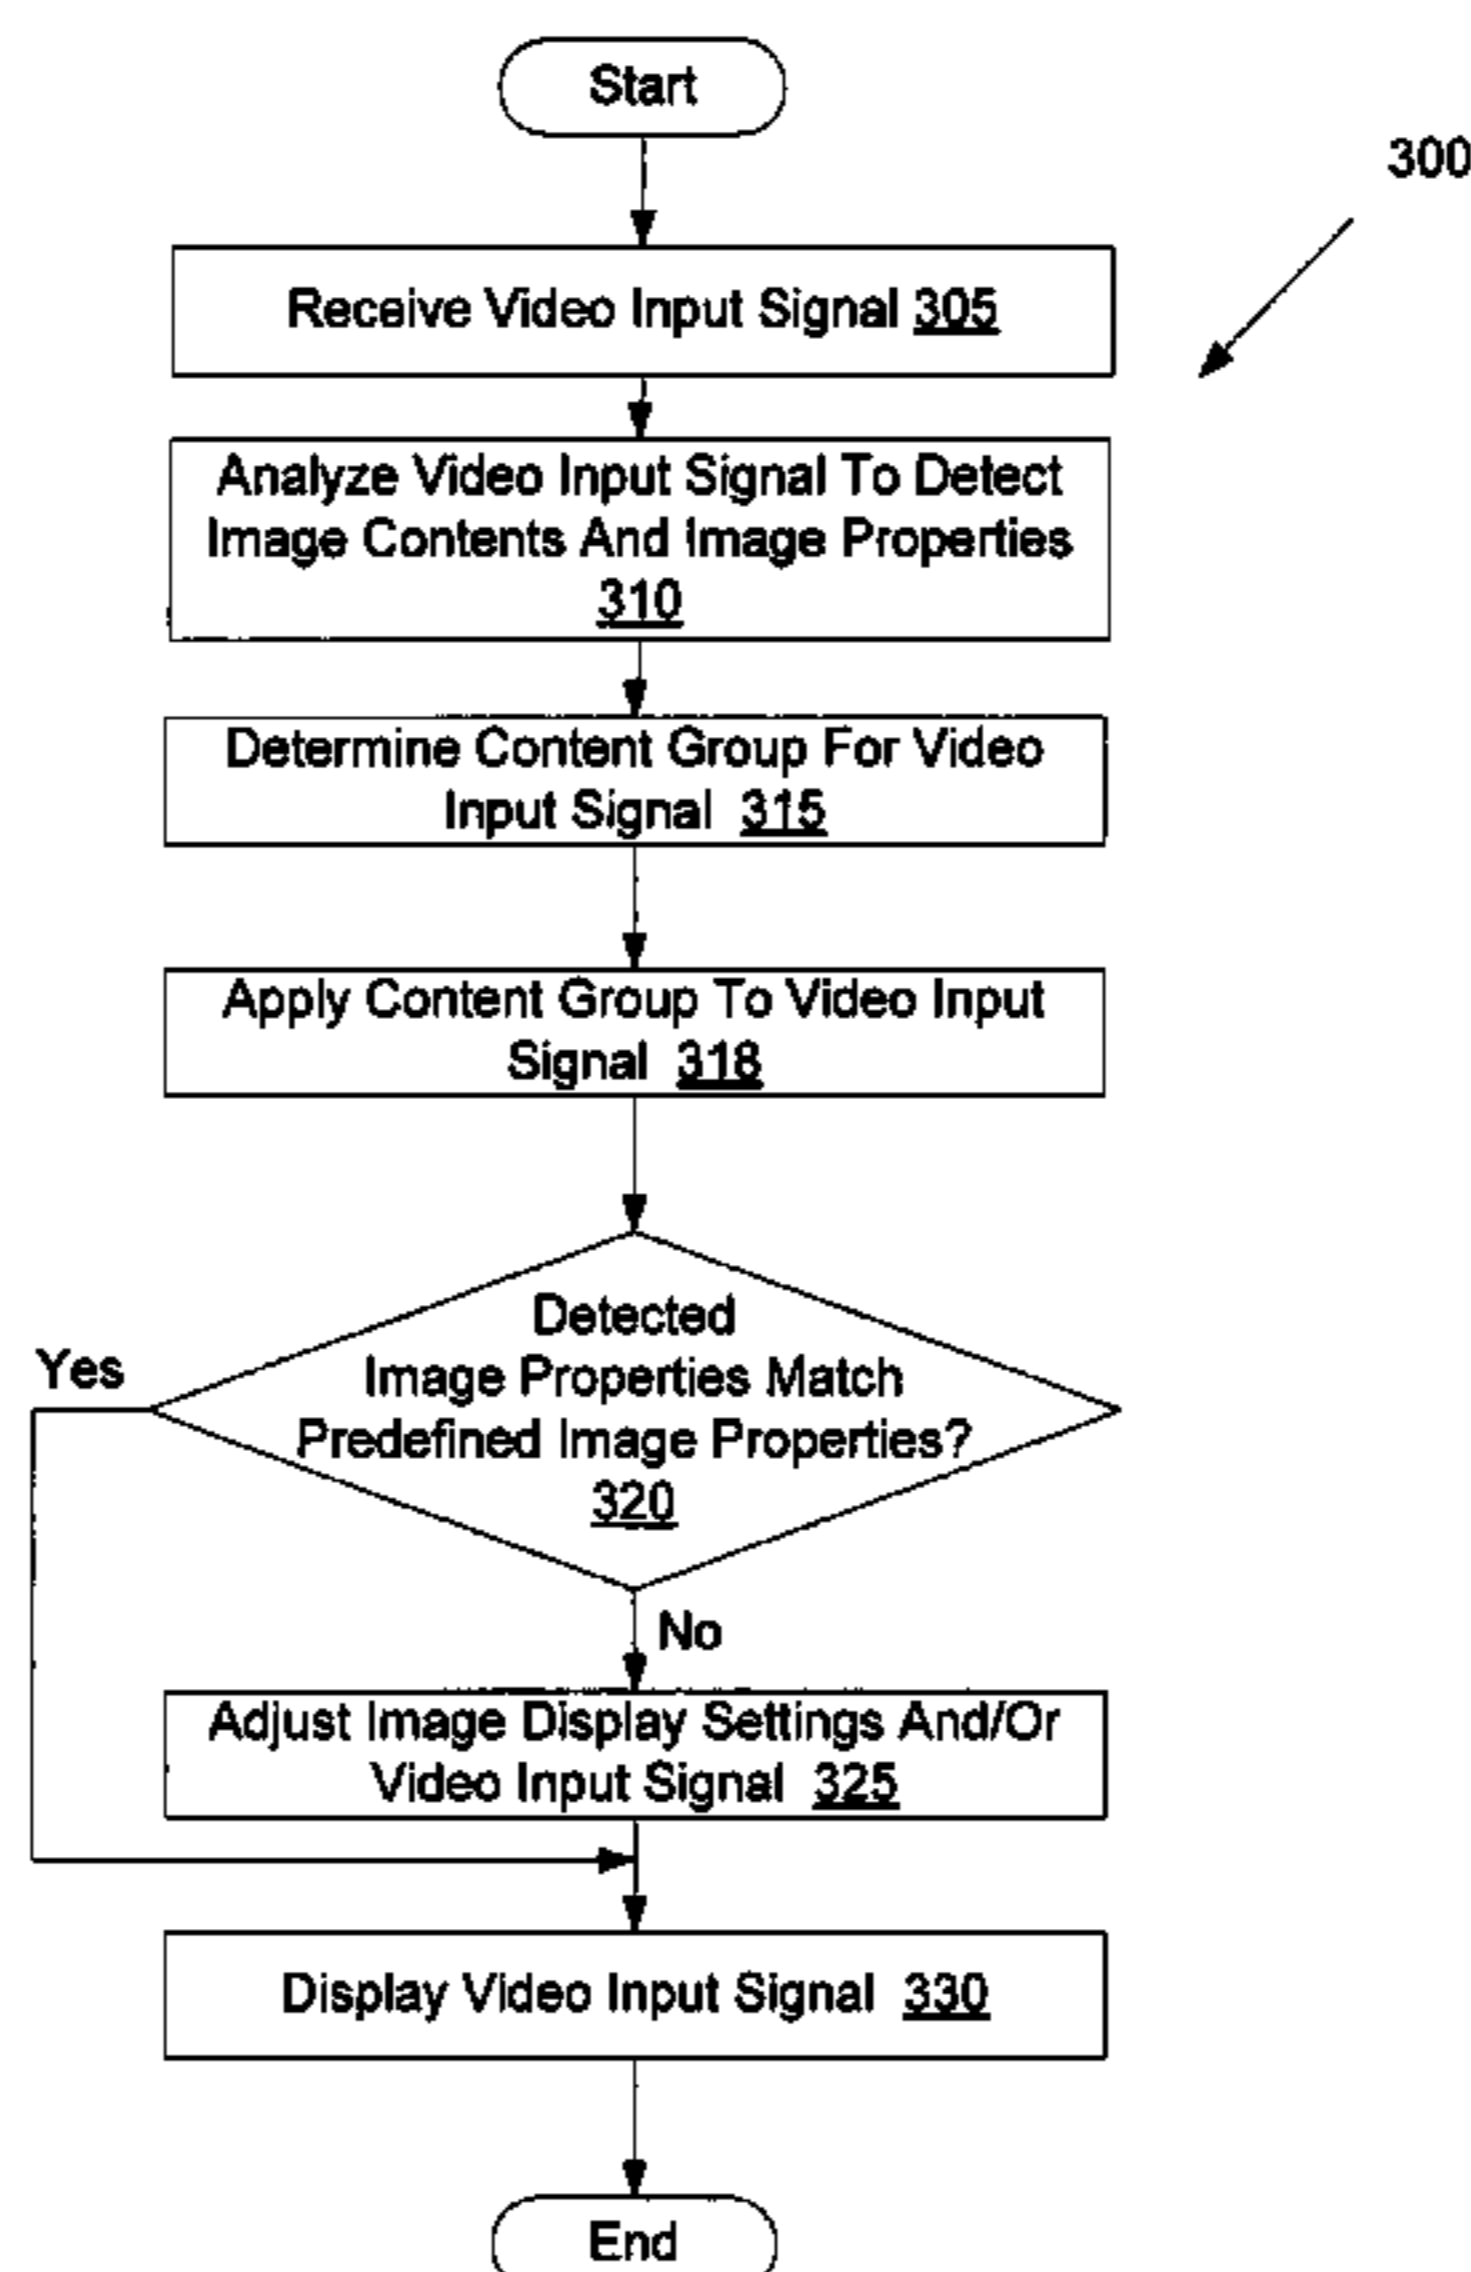 Start
300
Receive Video Input Signal 305
Analyze Video Input Signal To Detect
Image Contents And Image Properties
310
Determine Content Group For Video
Input Signal 315
Apply Content Group To Video Input
Signal 318
Detected
Image Properties Match
Predefined Image Properties?
320
Yes
No
Adjust Image Display Settings And/Or
Video Input Signal 325
Display Video Input Signal 330
End